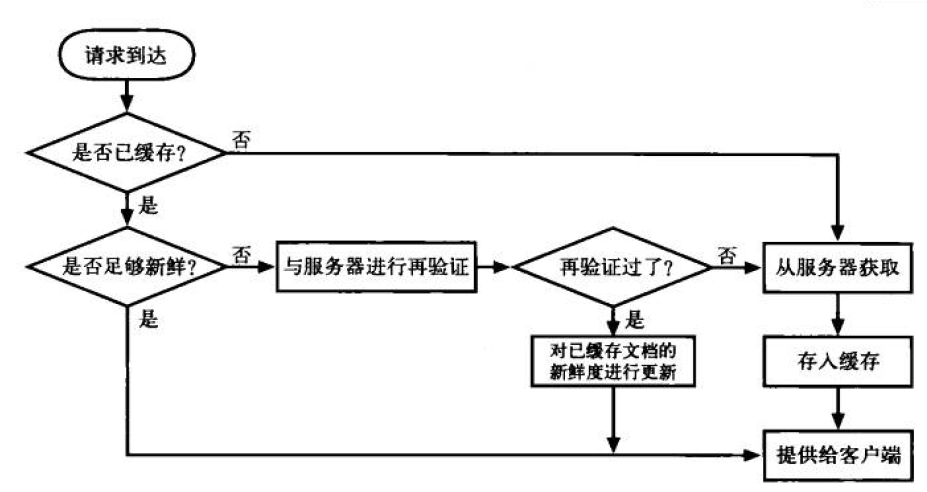 请求到达
是否已缓存?
否
是
是否足够新鲜?
否
与服务器进行再验证
再验证过了?
否
从服务器获取
是
是
对已缓存文档的
新鲜度进行更新
存入缓存
提供给客户端